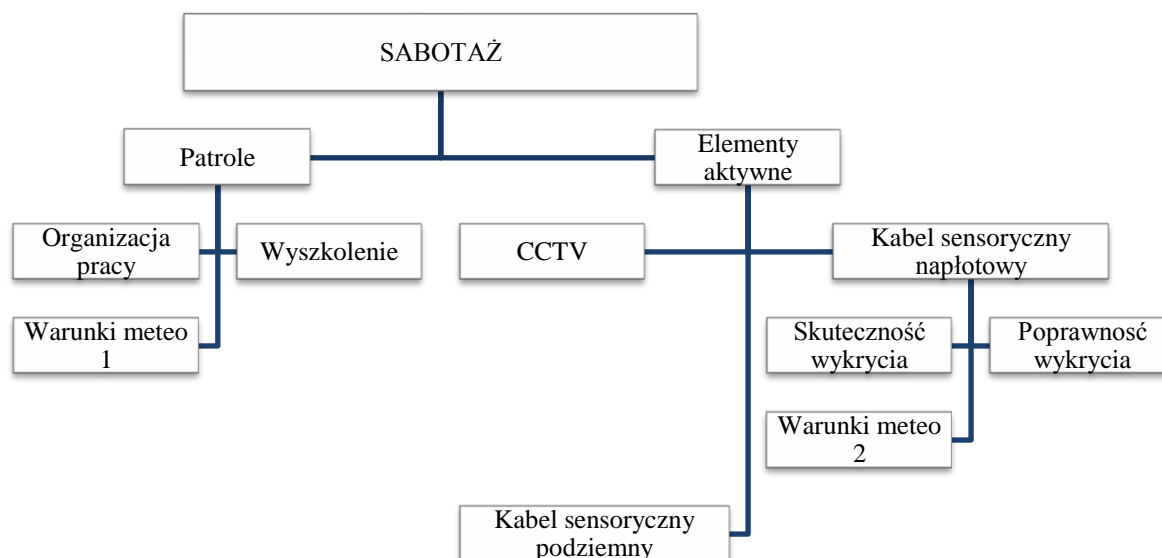 SABOTAŻ
Patrole
Elementy
aktywne
Organizacja
pracy
Wyszkolenie
CCTV
Kabel sensoryczny
napłotowy
Warunki meteo
1
Skuteczność
wykrycia
Poprawnosć
wykrycia
Warunki meteo
2
Kabel sensoryczny
podziemny